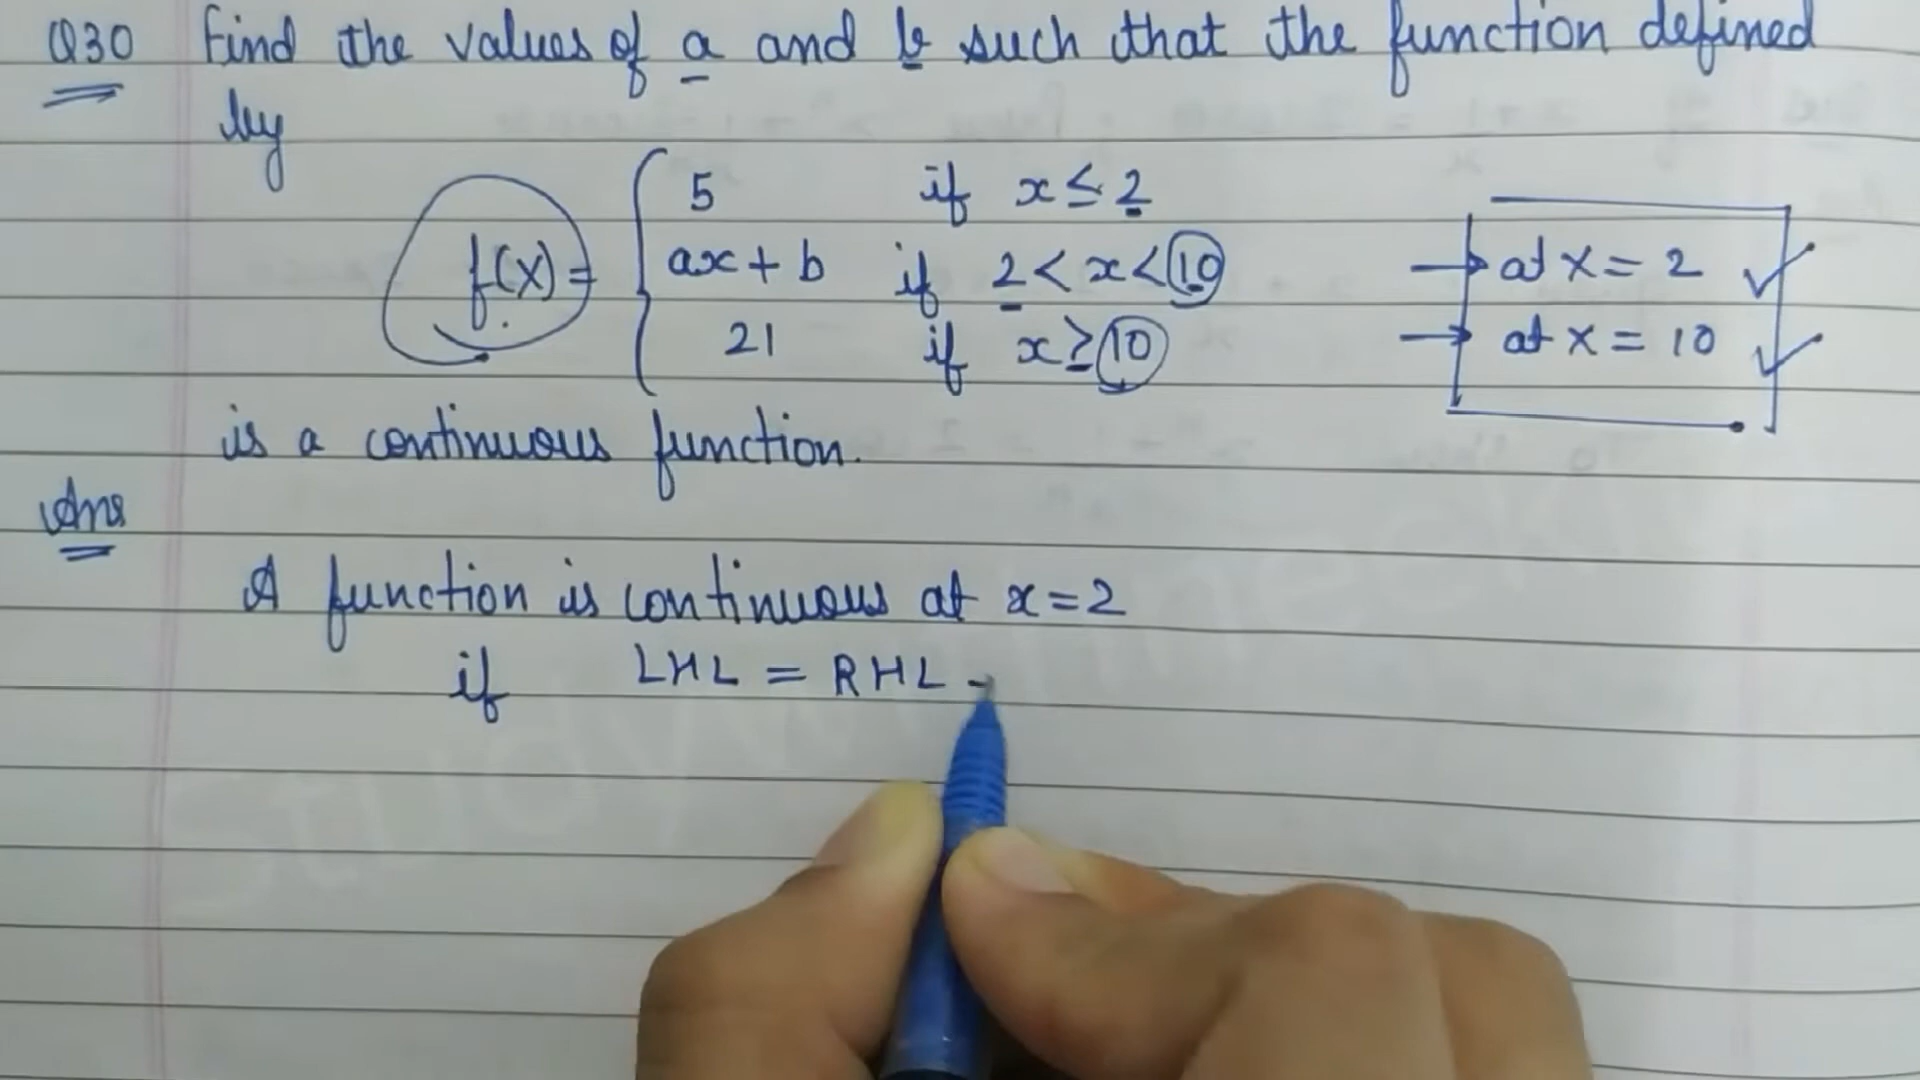 Q30 Find the values of a and b such that the function defined
by
f(x) = { 5 if x ≤ 2
ax + b if 2 < x < 10
21 if x ≥ 10
→ at x = 2 ✓
→ at x = 10 ✓
is a continuous function.
Ans
A function is continuous at x = 2
if LHL = RHL -